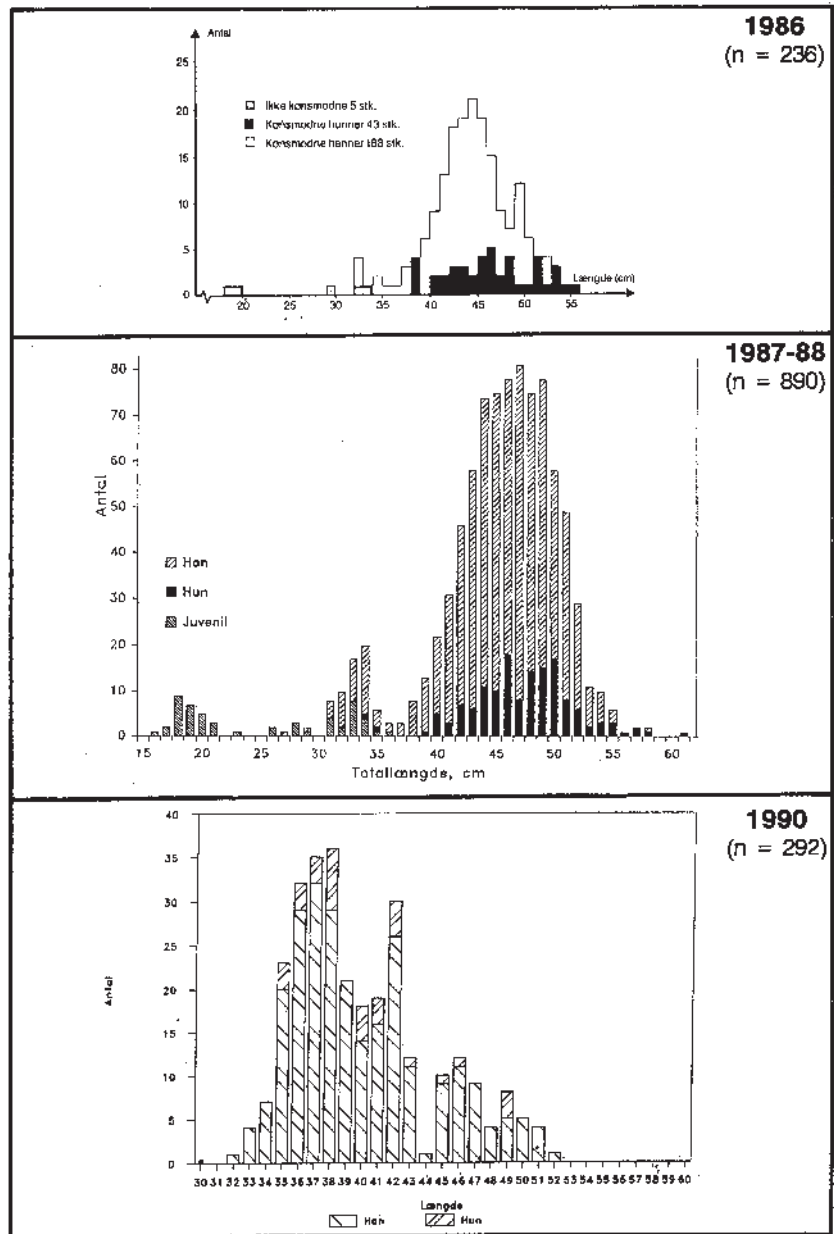 1986
(n = 236)
Antal
25
20
15
10
5
0
Ikke kønsmodne 5 stk.
Kønsmodne hunner 43 stk.
Kønsmodne hanner 188 stk.
Længde (cm)
20 25 30 35 40 45 50 55
1987-88
(n = 890)
Antal
80
70
60
50
40
30
20
10
0
Han
Hun
Juvenil
15 20 25 30 35 40 45 50 55 60
Totallængde, cm
1990
(n = 292)
Antal
40
35
30
25
20
15
10
5
0
30 31 32 33 34 35 36 37 38 39 40 41 42 43 44 45 46 47 48 49 50 51 52 53 54 55 56 57 58 59 60
Længde
Han Hun